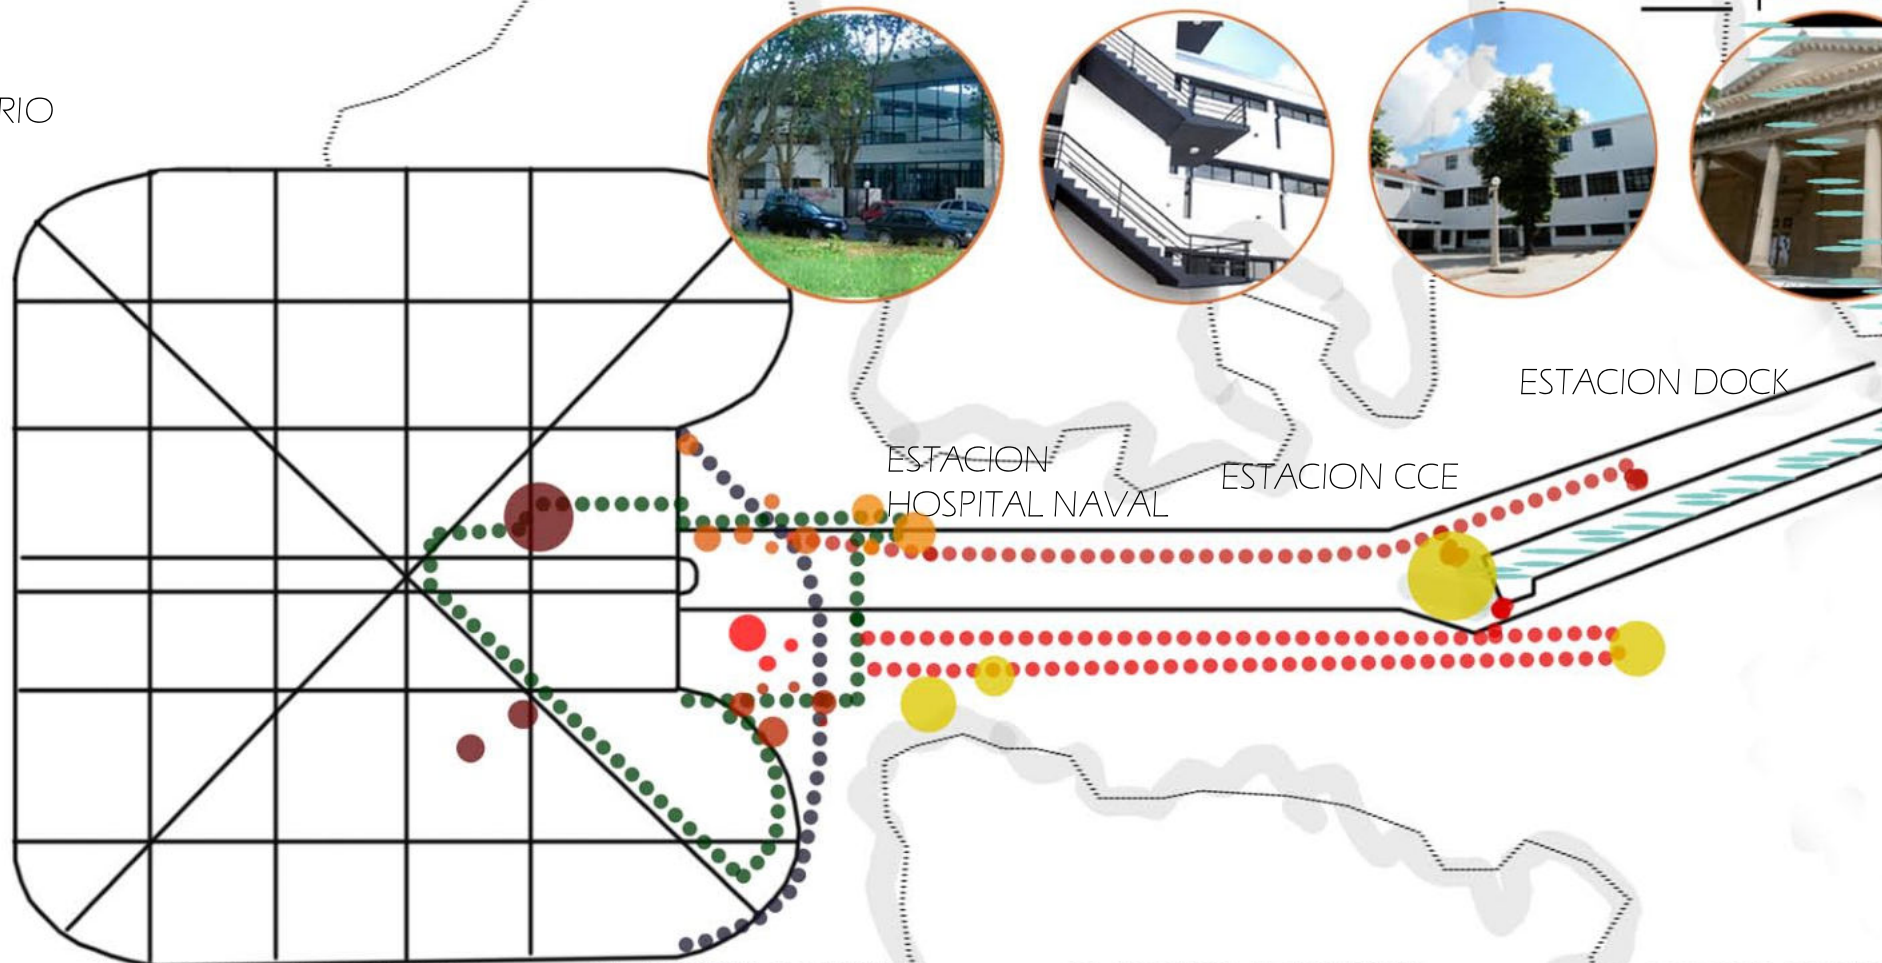 RIO
ESTACION DOCK
ESTACION
HOSPITAL NAVAL
ESTACION CCE